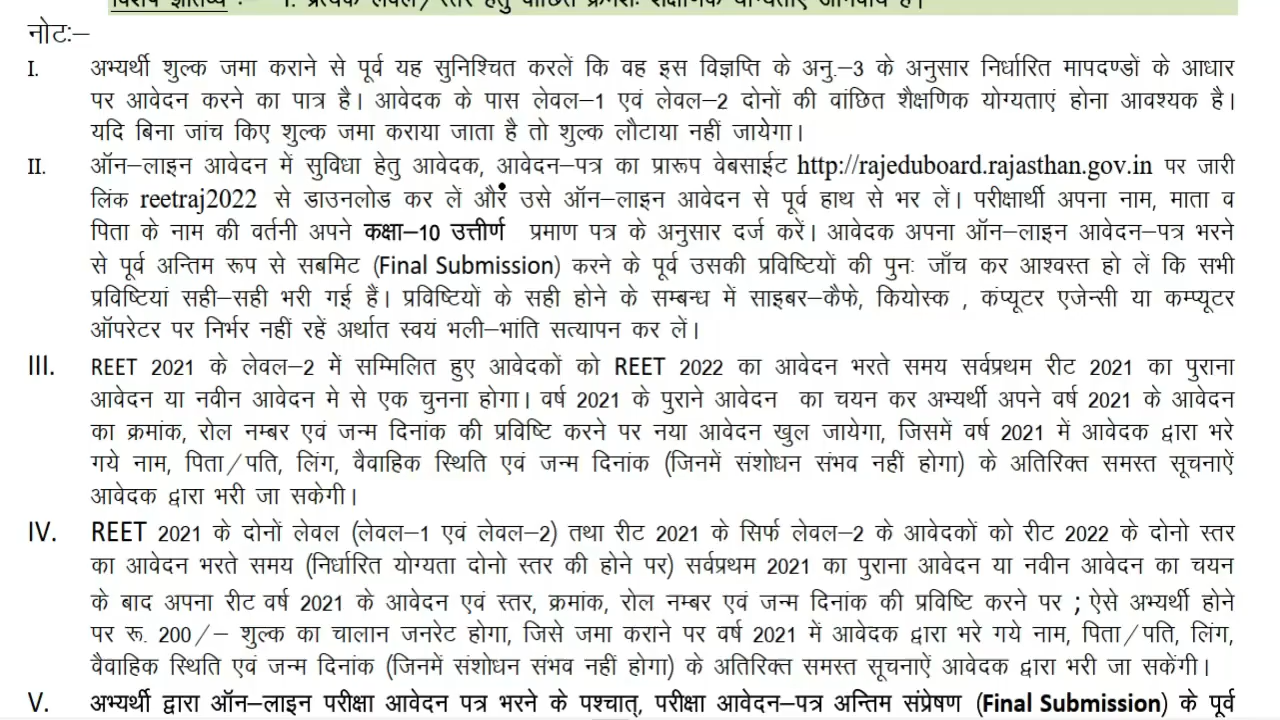 विशेष ज्ञातव्य :- 1. प्रत्येक लेवल/स्तर हेतु वांछित क्रमशः शैक्षणिक योग्यताएं अनिवार्य है।
नोटः–
I. अभ्यर्थी शुल्क जमा कराने से पूर्व यह सुनिश्चित करलें कि वह इस विज्ञप्ति के अनु.–3 के अनुसार निर्धारित मापदण्डों के आधार
पर आवेदन करने का पात्र है। आवेदक के पास लेवल–1 एवं लेवल–2 दोनों की वांछित शैक्षणिक योग्यताएं होना आवश्यक है।
यदि बिना जांच किए शुल्क जमा कराया जाता है तो शुल्क लौटाया नहीं जायेगा।
II. ऑन–लाइन आवेदन में सुविधा हेतु आवेदक, आवेदन–पत्र का प्रारूप वेबसाईट http://rajeduboard.rajasthan.gov.in पर जारी
लिंक reetraj2022 से डाउनलोड कर लें और उसे ऑन–लाइन आवेदन से पूर्व हाथ से भर लें। परीक्षार्थी अपना नाम, माता व
पिता के नाम की वर्तनी अपने कक्षा–10 उत्तीर्ण प्रमाण पत्र के अनुसार दर्ज करें। आवेदक अपना ऑन–लाइन आवेदन–पत्र भरने
से पूर्व अन्तिम रूप से सबमिट (Final Submission) करने के पूर्व उसकी प्रविष्टियों की पुनः जाँच कर आश्वस्त हो लें कि सभी
प्रविष्टियां सही–सही भरी गई हैं। प्रविष्टियों के सही होने के सम्बन्ध में साइबर–कैफे, कियोस्क , कंप्यूटर एजेन्सी या कम्प्यूटर
ऑपरेटर पर निर्भर नहीं रहें अर्थात स्वयं भली–भांति सत्यापन कर लें।
III. REET 2021 के लेवल–2 में सम्मिलित हुए आवेदकों को REET 2022 का आवेदन भरते समय सर्वप्रथम रीट 2021 का पुराना
आवेदन या नवीन आवेदन मे से एक चुनना होगा। वर्ष 2021 के पुराने आवेदन का चयन कर अभ्यर्थी अपने वर्ष 2021 के आवेदन
का क्रमांक, रोल नम्बर एवं जन्म दिनांक की प्रविष्टि करने पर नया आवेदन खुल जायेगा, जिसमें वर्ष 2021 में आवेदक द्वारा भरे
गये नाम, पिता/पति, लिंग, वैवाहिक स्थिति एवं जन्म दिनांक (जिनमें संशोधन संभव नहीं होगा) के अतिरिक्त समस्त सूचनाऐं
आवेदक द्वारा भरी जा सकेगी।
IV. REET 2021 के दोनों लेवल (लेवल–1 एवं लेवल–2) तथा रीट 2021 के सिर्फ लेवल–2 के आवेदकों को रीट 2022 के दोनो स्तर
का आवेदन भरते समय (निर्धारित योग्यता दोनो स्तर की होने पर) सर्वप्रथम 2021 का पुराना आवेदन या नवीन आवेदन का चयन
के बाद अपना रीट वर्ष 2021 के आवेदन एवं स्तर, क्रमांक, रोल नम्बर एवं जन्म दिनांक की प्रविष्टि करने पर ; ऐसे अभ्यर्थी होने
पर रू. 200/– शुल्क का चालान जनरेट होगा, जिसे जमा कराने पर वर्ष 2021 में आवेदक द्वारा भरे गये नाम, पिता/पति, लिंग,
वैवाहिक स्थिति एवं जन्म दिनांक (जिनमें संशोधन संभव नहीं होगा) के अतिरिक्त समस्त सूचनाऐं आवेदक द्वारा भरी जा सकेंगी।
V. अभ्यर्थी द्वारा ऑन–लाइन परीक्षा आवेदन पत्र भरने के पश्चात्, परीक्षा आवेदन–पत्र अन्तिम संप्रेषण (Final Submission) के पूर्व